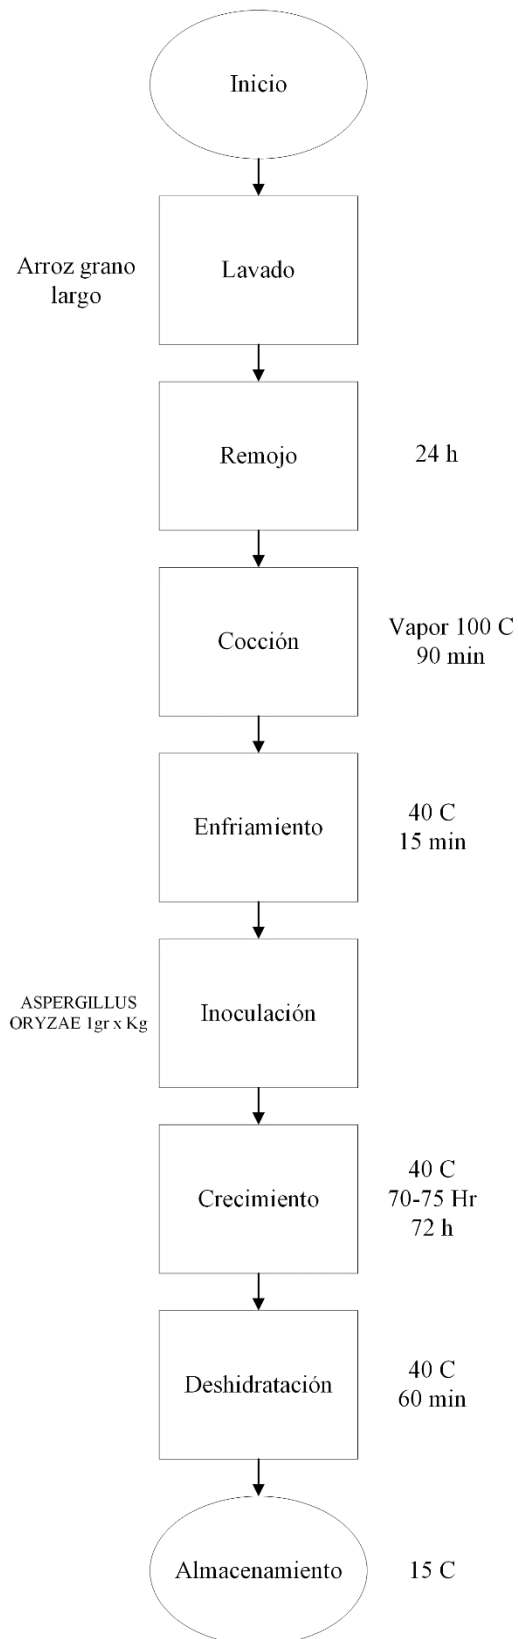 Inicio
Arroz grano
largo
Lavado
Remojo
24 h
Cocción
Vapor 100 C
90 min
Enfriamiento
40 C
15 min
ASPERGILLUS
ORYZAE 1gr x Kg
Inoculación
Crecimiento
40 C
70-75 Hr
72 h
Deshidratación
40 C
60 min
Almacenamiento
15 C